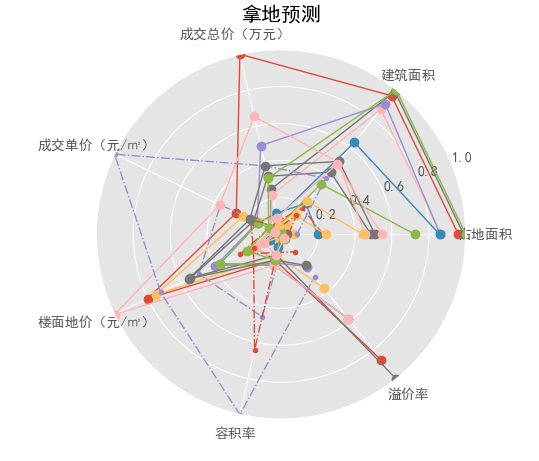 拿地预测
成交总价（万元）
建筑面积
成交单价（元/㎡）
1.0
0.8
0.6
0.4
0.2
占地面积
楼面地价（元/㎡）
溢价率
容积率